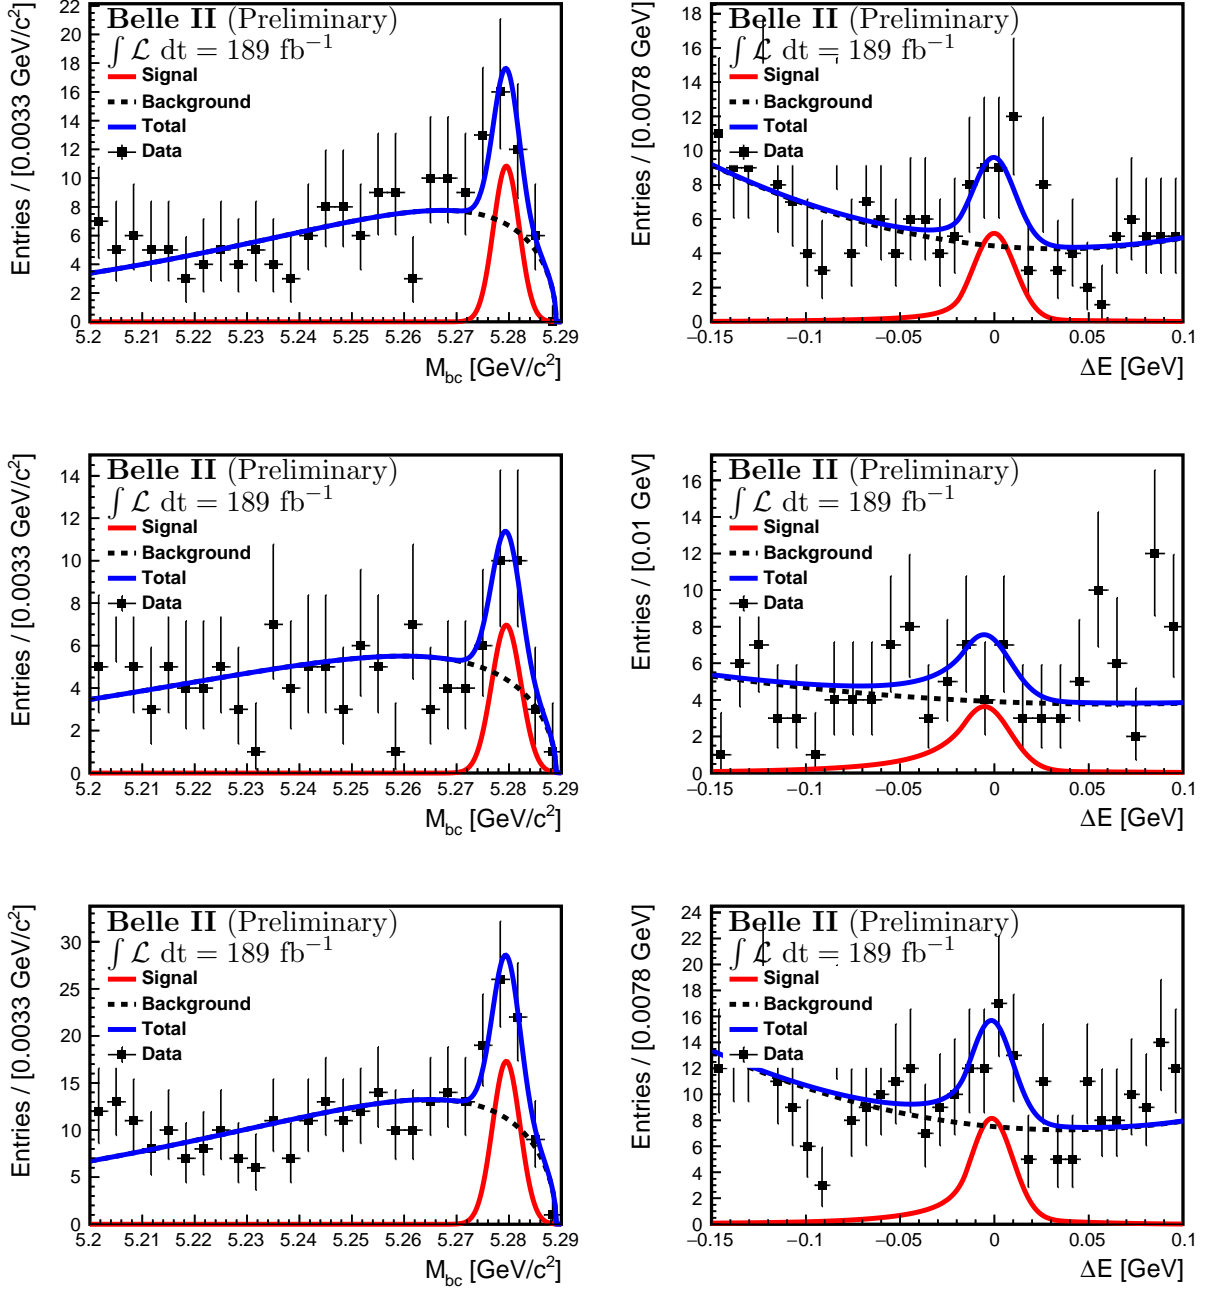 Belle II (Preliminary)
∫ ℒ dt = 189 fb⁻¹
Signal
Background
Total
Data
Entries / [0.0033 GeV/c²]
22
20
18
16
14
12
10
8
6
4
2
0
5.2 5.21 5.22 5.23 5.24 5.25 5.26 5.27 5.28 5.29
M_bc [GeV/c²]
Belle II (Preliminary)
∫ ℒ dt = 189 fb⁻¹
Signal
Background
Total
Data
Entries / [0.0078 GeV]
18
16
14
12
10
8
6
4
2
0
−0.15 −0.1 −0.05 0 0.05 0.1
ΔE [GeV]
Belle II (Preliminary)
∫ ℒ dt = 189 fb⁻¹
Signal
Background
Total
Data
Entries / [0.0033 GeV/c²]
14
12
10
8
6
4
2
0
5.2 5.21 5.22 5.23 5.24 5.25 5.26 5.27 5.28 5.29
M_bc [GeV/c²]
Belle II (Preliminary)
∫ ℒ dt = 189 fb⁻¹
Signal
Background
Total
Data
Entries / [0.01 GeV]
16
14
12
10
8
6
4
2
0
−0.15 −0.1 −0.05 0 0.05 0.1
ΔE [GeV]
Belle II (Preliminary)
∫ ℒ dt = 189 fb⁻¹
Signal
Background
Total
Data
Entries / [0.0033 GeV/c²]
30
25
20
15
10
5
0
5.2 5.21 5.22 5.23 5.24 5.25 5.26 5.27 5.28 5.29
M_bc [GeV/c²]
Belle II (Preliminary)
∫ ℒ dt = 189 fb⁻¹
Signal
Background
Total
Data
Entries / [0.0078 GeV]
24
22
20
18
16
14
12
10
8
6
4
2
0
−0.15 −0.1 −0.05 0 0.05 0.1
ΔE [GeV]